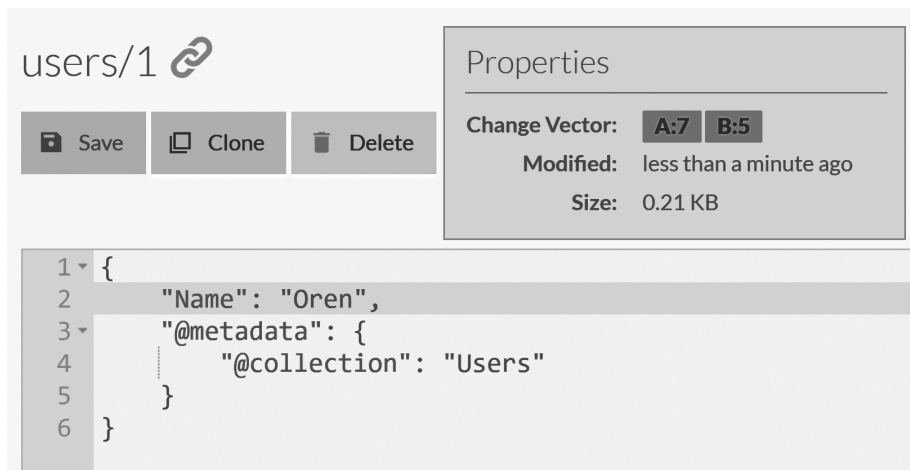 users/1
Save Clone Delete
Properties
Change Vector: A:7 B:5
Modified: less than a minute ago
Size: 0.21 KB
1 {
2 "Name": "Oren",
3 "@metadata": {
4 "@collection": "Users"
5 }
6 }